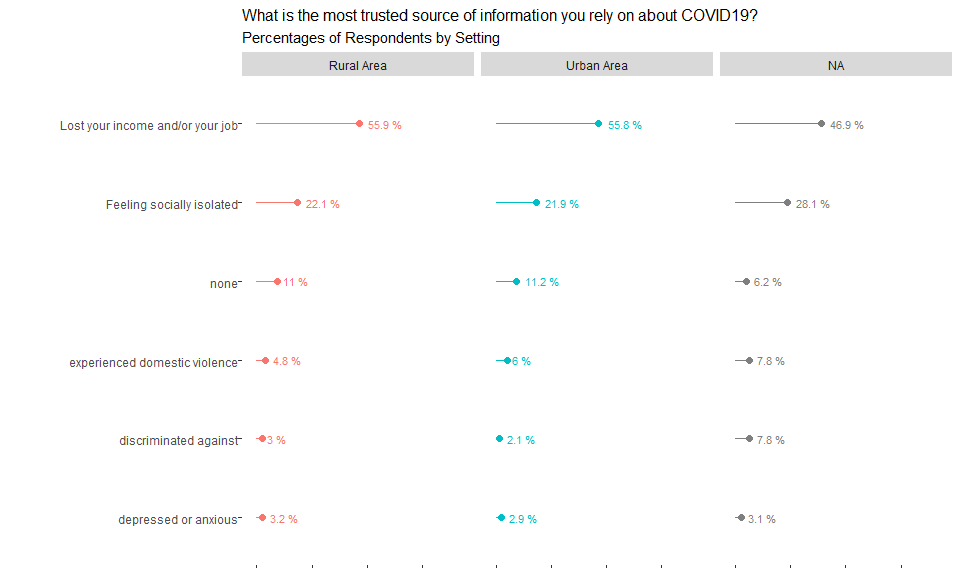 What is the most trusted source of information you rely on about COVID19?
Percentages of Respondents by Setting
Rural Area Urban Area NA
Lost your income and/or your job 55.9 % 55.8 % 46.9 %
Feeling socially isolated 22.1 % 21.9 % 28.1 %
none 11 % 11.2 % 6.2 %
experienced domestic violence 4.8 % 6 % 7.8 %
discriminated against 3 % 2.1 % 7.8 %
depressed or anxious 3.2 % 2.9 % 3.1 %